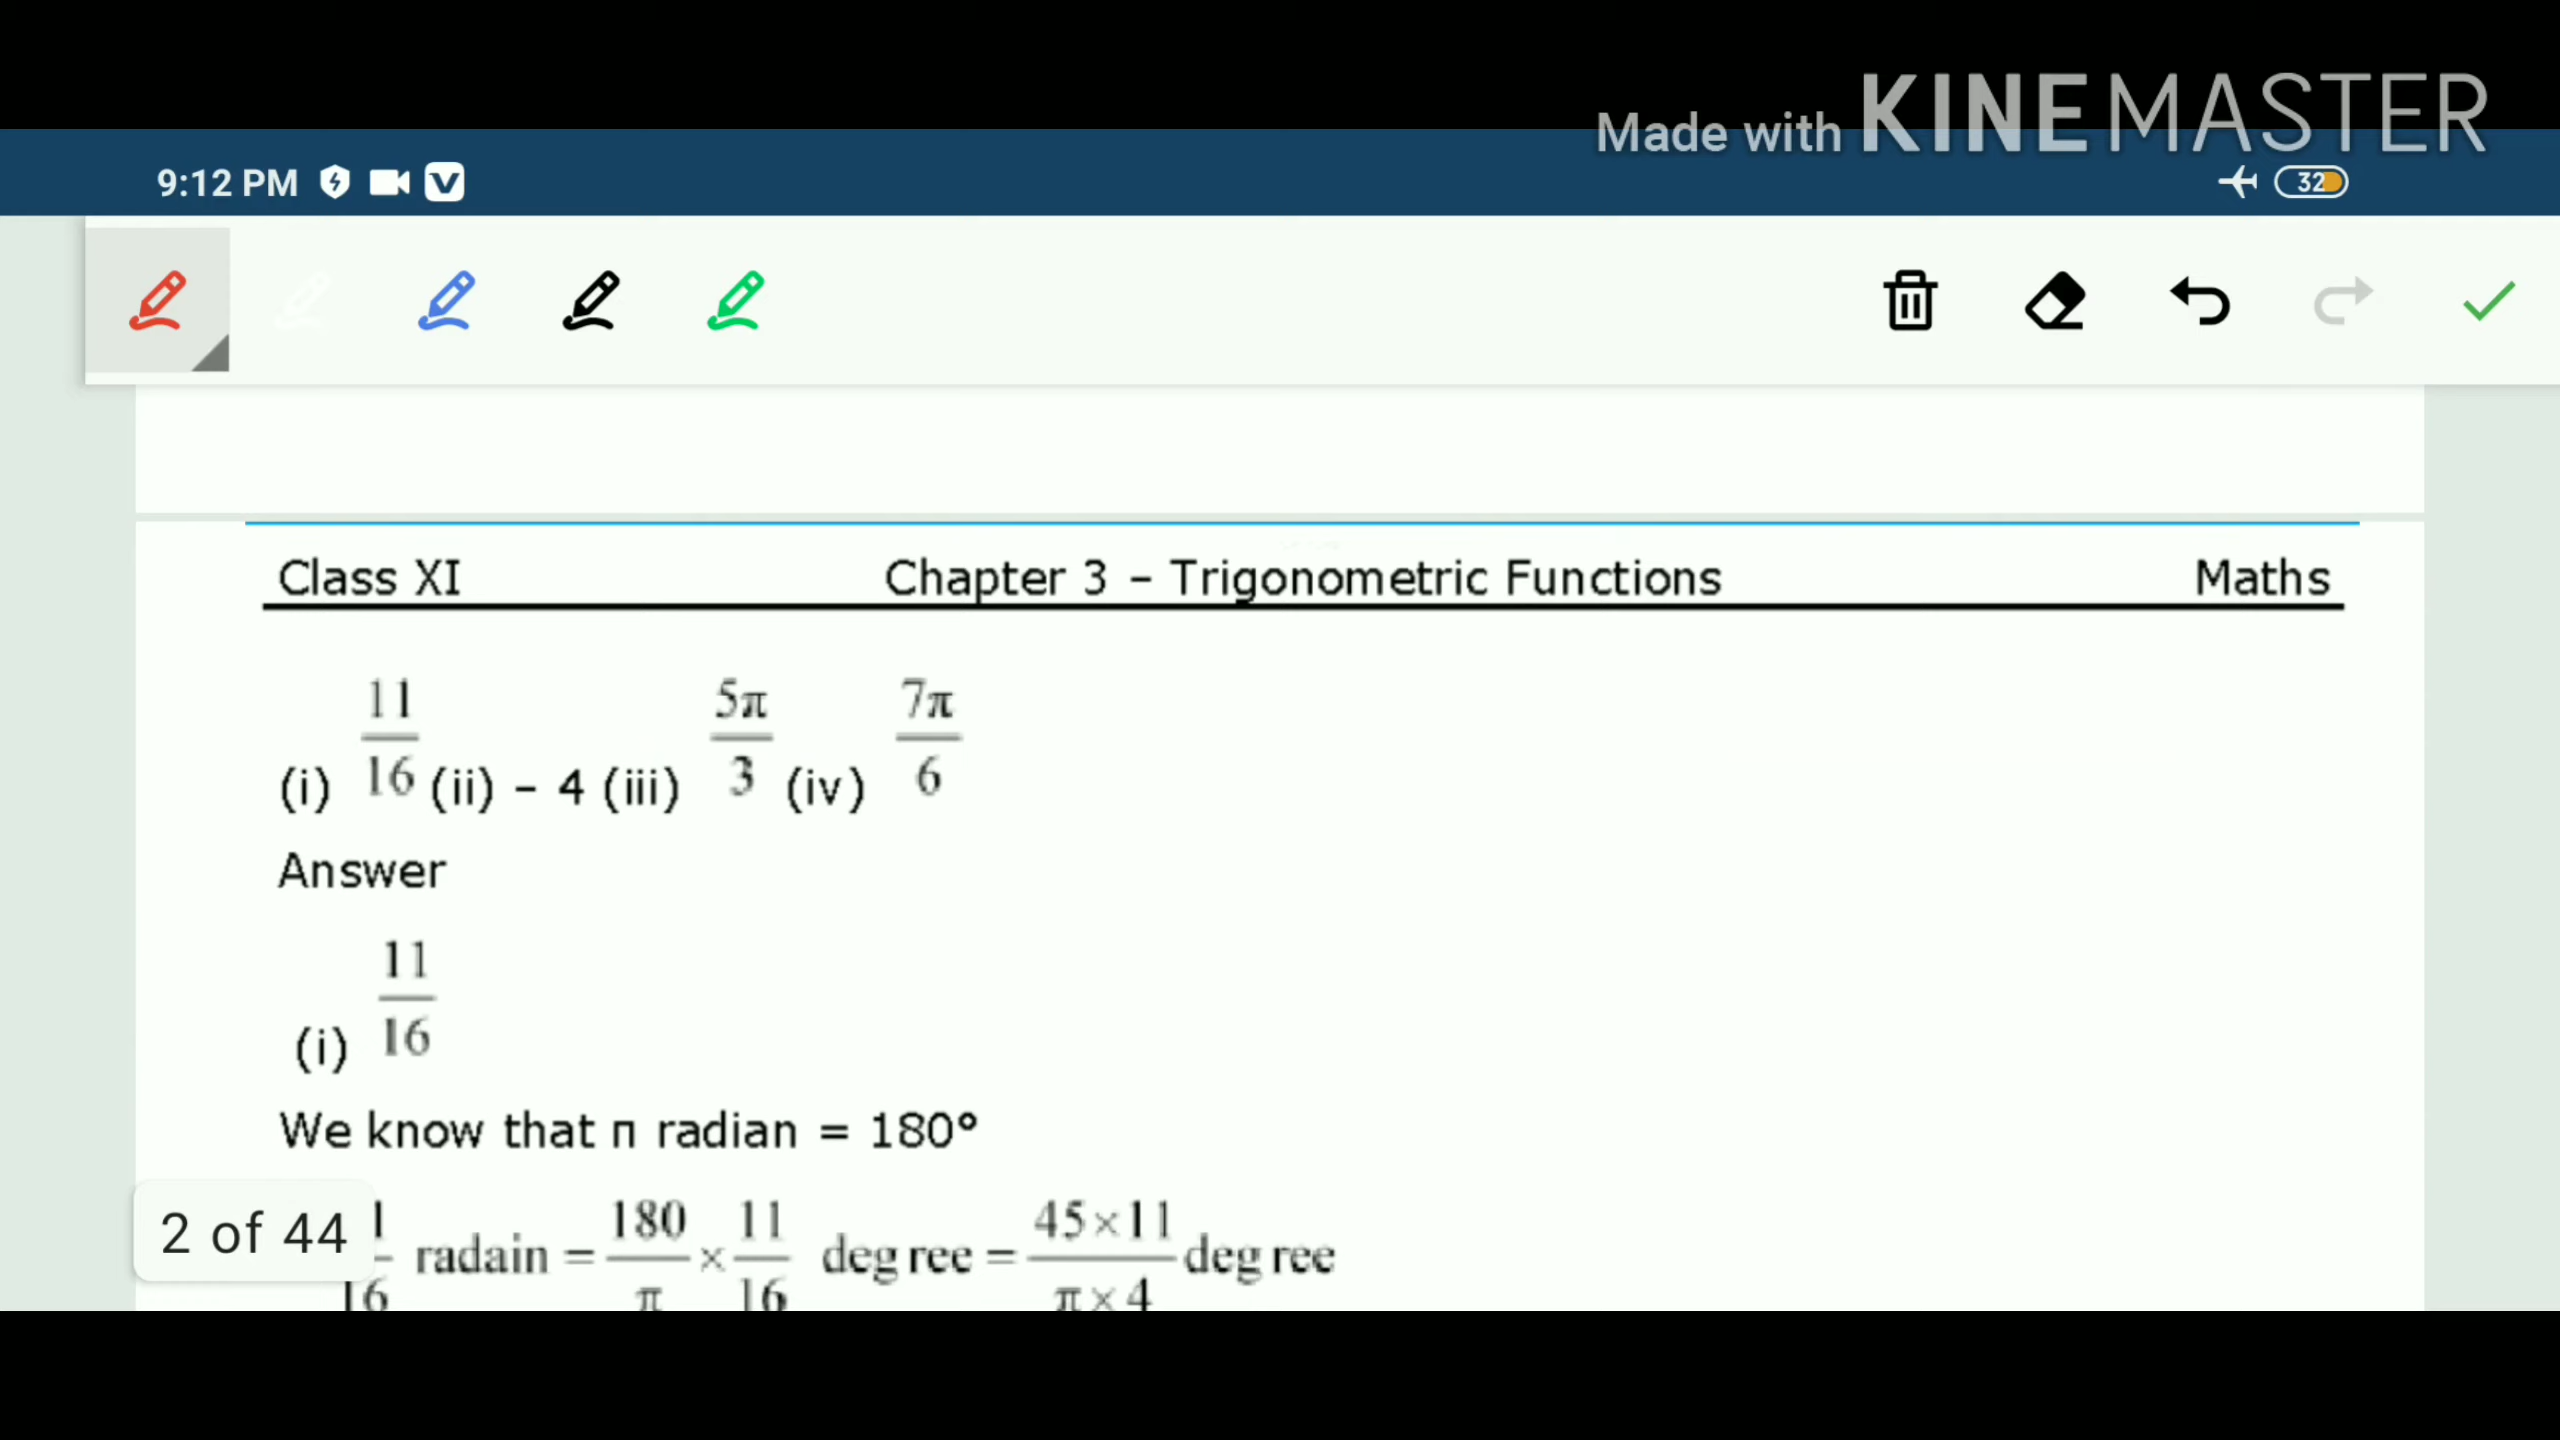 Made with KINEMASTER
9:12 PM
32
Class XI Chapter 3 – Trigonometric Functions Maths
(i) 11/16 (ii) – 4 (iii) 5π/3 (iv) 7π/6
Answer
(i) 11/16
We know that π radian = 180°
2 of 44
1/16 radain = 180/π × 11/16 deg ree = 45×11/π×4 deg ree